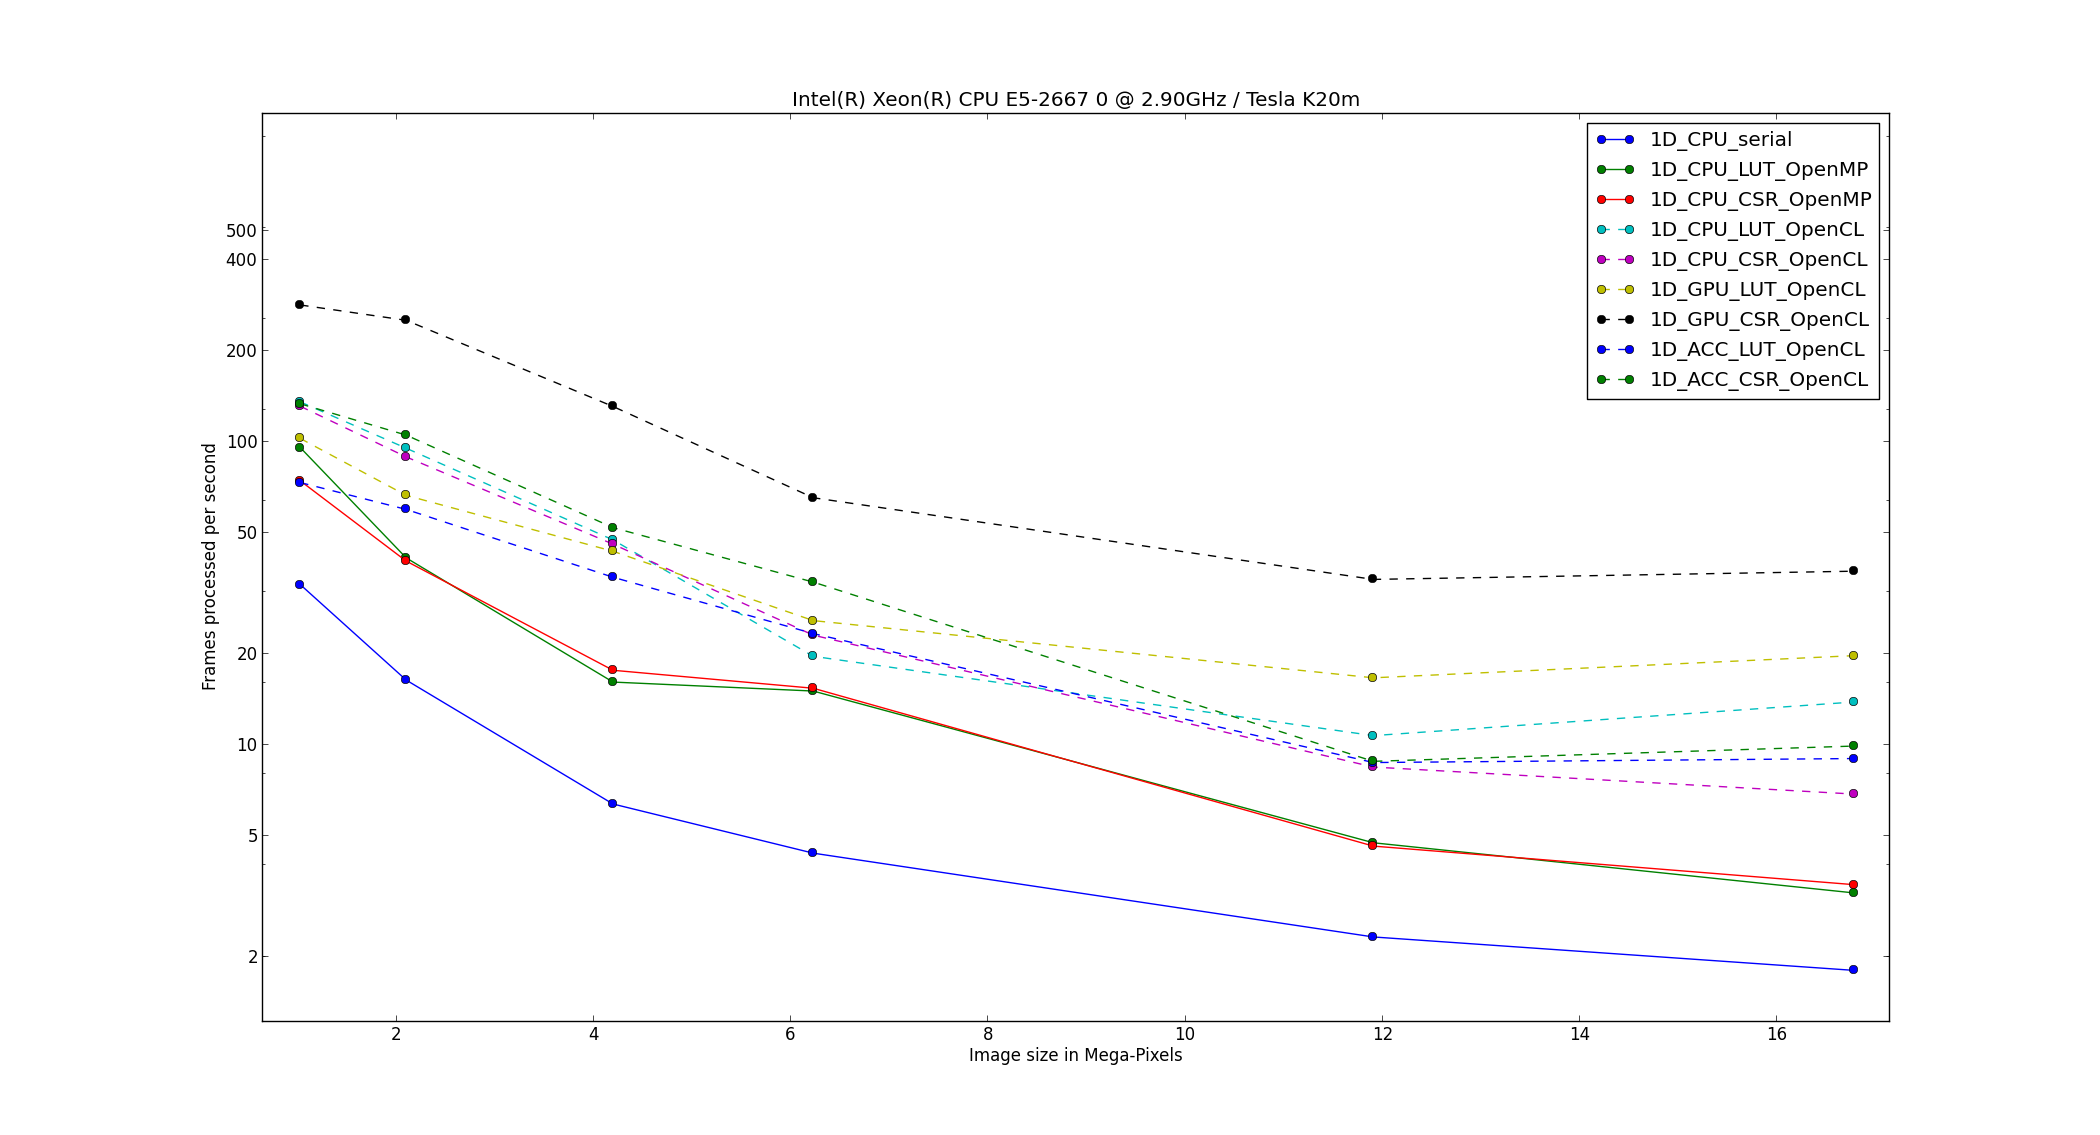 Intel(R) Xeon(R) CPU E5-2667 0 @ 2.90GHz / Tesla K20m
1D_CPU_serial
1D_CPU_LUT_OpenMP
1D_CPU_CSR_OpenMP
1D_CPU_LUT_OpenCL
1D_CPU_CSR_OpenCL
1D_GPU_LUT_OpenCL
1D_GPU_CSR_OpenCL
1D_ACC_LUT_OpenCL
1D_ACC_CSR_OpenCL
Frames processed per second
500
400
200
100
50
20
10
5
2
2 4 6 8 10 12 14 16
Image size in Mega-Pixels